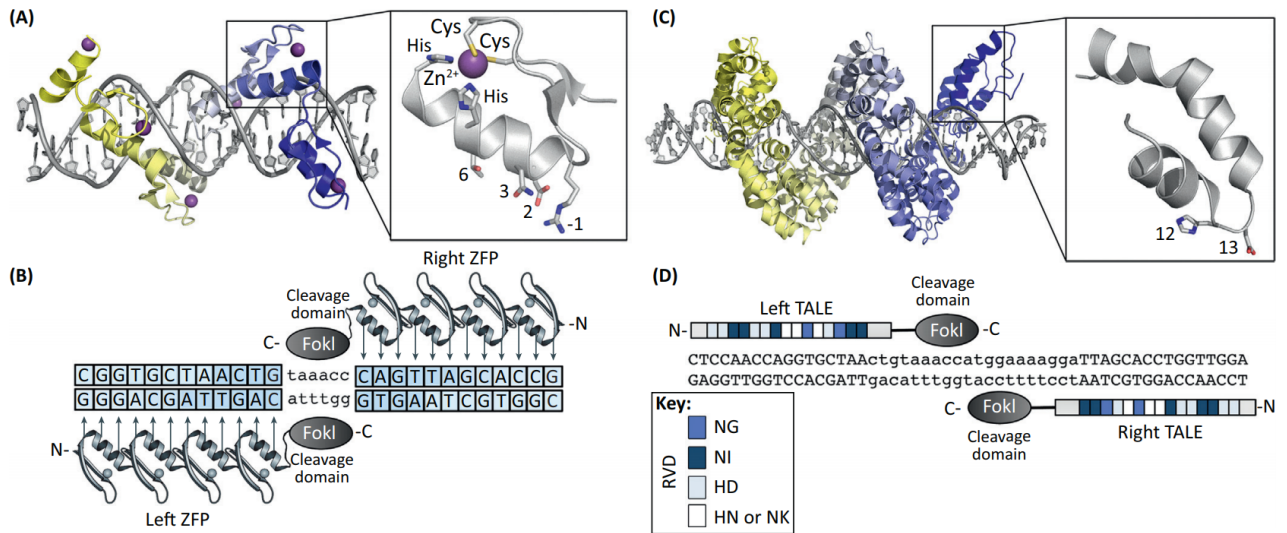 (A)
Cys
His
Cys
Zn2+
His
6
3
2
-1
(B)
Right ZFP
Cleavage
domain
-N
C-
FokI
CGGTGCTAACTG taaacc CAGTTAGCACCG
GGGACGATTGAC atttgg GTGAATCGTGGC
N-
FokI
-C
Cleavage
domain
Left ZFP
(C)
12
13
(D)
Cleavage
domain
Left TALE
N-
FokI
-C
CTCCAACCAGGTGCTAActgtaaaccatggaaaaggaTTAGCACCTGGTTGGA
GAGGTTGGTCCACGATTgacatttggtaccttttcctAATCGTGGACCAACCT
C-
FokI
-N
Cleavage
domain
Right TALE
Key:
RVD
NG
NI
HD
HN or NK